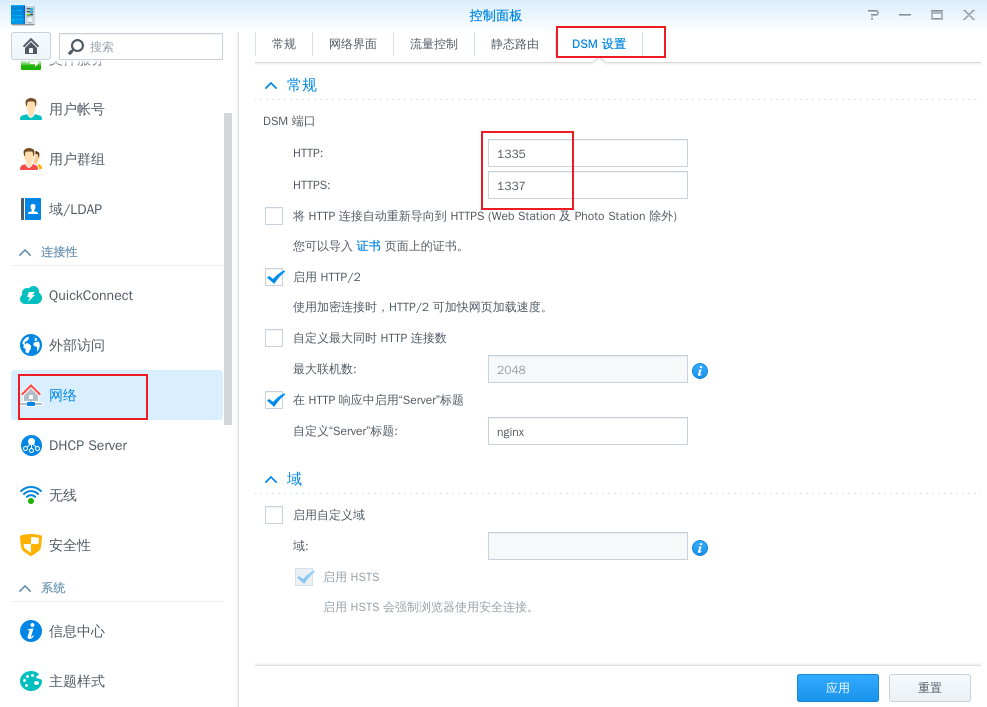 控制面板
搜索
文件服务
用户帐号
用户群组
域/LDAP
连接性
QuickConnect
外部访问
网络
DHCP Server
无线
安全性
系统
信息中心
主题样式
常规 网络界面 流量控制 静态路由 DSM 设置
常规
DSM 端口
HTTP: 1335
HTTPS: 1337
将 HTTP 连接自动重新导向到 HTTPS (Web Station 及 Photo Station 除外)
您可以导入 证书 页面上的证书。
启用 HTTP/2
使用加密连接时，HTTP/2 可加快网页加载速度。
自定义最大同时 HTTP 连接数
最大联机数: 2048
在 HTTP 响应中启用“Server”标题
自定义“Server”标题: nginx
域
启用自定义域
域:
启用 HSTS
启用 HSTS 会强制浏览器使用安全连接。
应用 重置